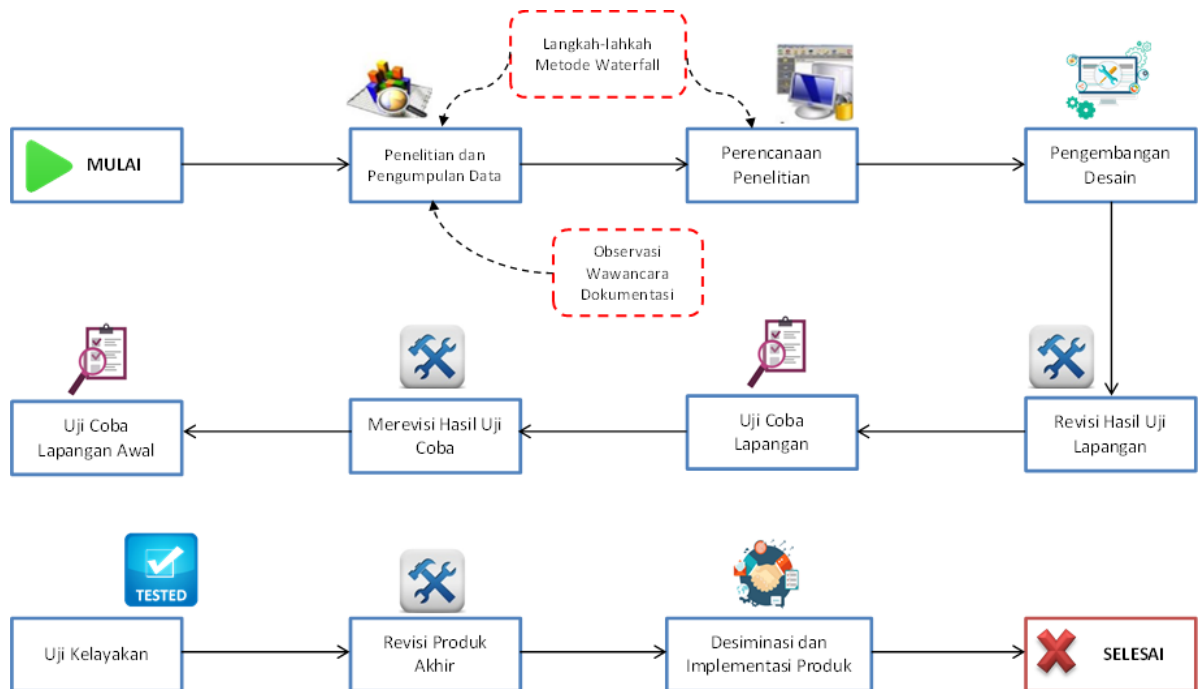 Langkah-lahkah
Metode Waterfall
MULAI
Penelitian dan
Pengumpulan Data
Perencanaan
Penelitian
Pengembangan
Desain
Observasi
Wawancara
Dokumentasi
Uji Coba
Lapangan Awal
Merevisi Hasil Uji
Coba
Uji Coba
Lapangan
Revisi Hasil Uji
Lapangan
TESTED
Uji Kelayakan
Revisi Produk
Akhir
Desiminasi dan
Implementasi Produk
SELESAI